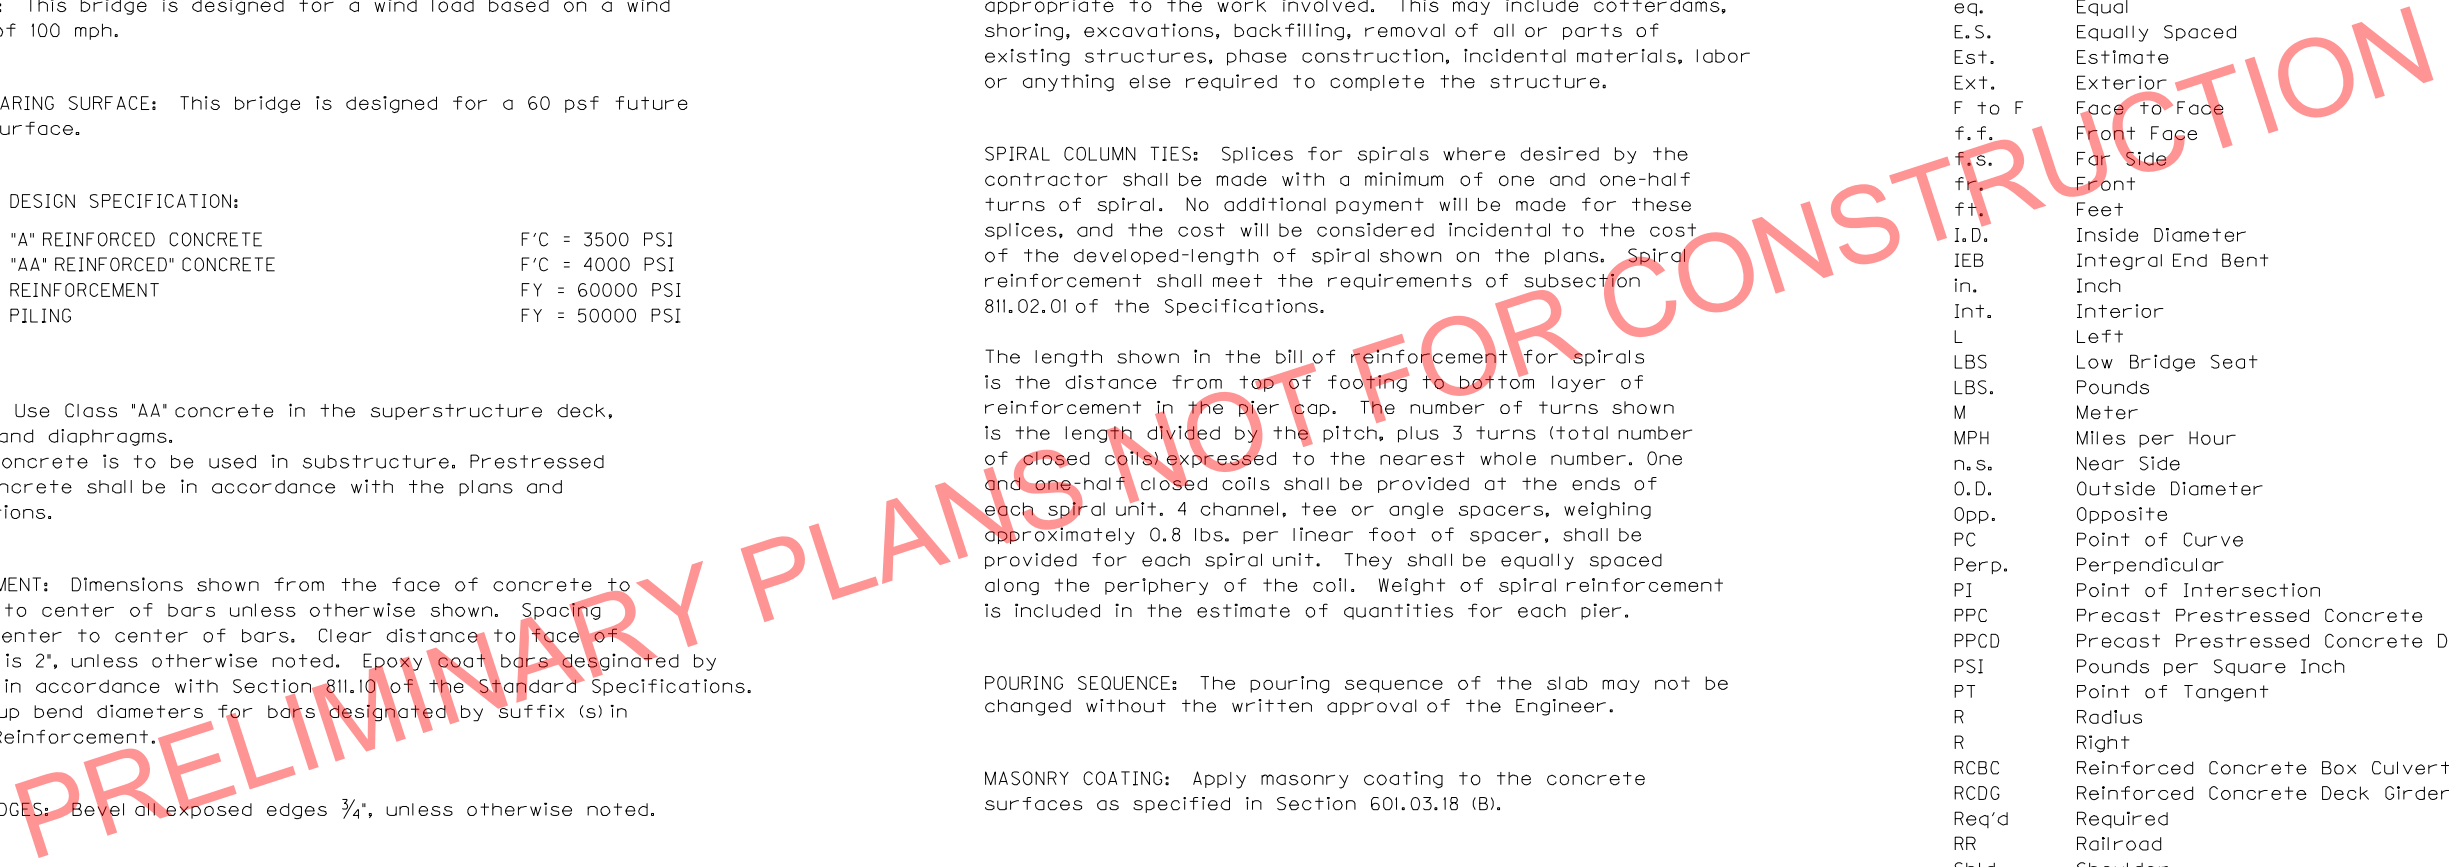 : This bridge is designed for a wind load based on a wind
of 100 mph.
ARING SURFACE: This bridge is designed for a 60 psf future
urface.
DESIGN SPECIFICATION:
"A" REINFORCED CONCRETE F'C = 3500 PSI
"AA" REINFORCED" CONCRETE F'C = 4000 PSI
REINFORCEMENT FY = 60000 PSI
PILING FY = 50000 PSI
Use Class "AA" concrete in the superstructure deck,
and diaphragms.
oncrete is to be used in substructure. Prestressed
ncrete shall be in accordance with the plans and
tions.
MENT: Dimensions shown from the face of concrete to
to center of bars unless otherwise shown. Spacing
enter to center of bars. Clear distance to face of
is 2", unless otherwise noted. Epoxy coat bars desginated by
in accordance with Section 811.10 of the Standard Specifications.
up bend diameters for bars designated by suffix (s) in
Reinforcement.
DGES: Bevel all exposed edges ¾", unless otherwise noted.
appropriate to the work involved. This may include cofferdams,
shoring, excavations, backfilling, removal of all or parts of
existing structures, phase construction, incidental materials, labor
or anything else required to complete the structure.
SPIRAL COLUMN TIES: Splices for spirals where desired by the
contractor shall be made with a minimum of one and one-half
turns of spiral. No additional payment will be made for these
splices, and the cost will be considered incidental to the cost
of the developed-length of spiral shown on the plans. Spiral
reinforcement shall meet the requirements of subsection
811.02.01 of the Specifications.
The length shown in the bill of reinforcement for spirals
is the distance from top of footing to bottom layer of
reinforcement in the pier cap. The number of turns shown
is the length divided by the pitch, plus 3 turns (total number
of closed coils) expressed to the nearest whole number. One
and one-half closed coils shall be provided at the ends of
each spiral unit. 4 channel, tee or angle spacers, weighing
approximately 0.8 lbs. per linear foot of spacer, shall be
provided for each spiral unit. They shall be equally spaced
along the periphery of the coil. Weight of spiral reinforcement
is included in the estimate of quantities for each pier.
POURING SEQUENCE: The pouring sequence of the slab may not be
changed without the written approval of the Engineer.
MASONRY COATING: Apply masonry coating to the concrete
surfaces as specified in Section 601.03.18 (B).
eq. Equal
E.S. Equally Spaced
Est. Estimate
Ext. Exterior
F to F Face to Face
f.f. Front Face
f.s. Far Side
fr. Front
ft. Feet
I.D. Inside Diameter
IEB Integral End Bent
in. Inch
Int. Interior
L Left
LBS Low Bridge Seat
LBS. Pounds
M Meter
MPH Miles per Hour
n.s. Near Side
O.D. Outside Diameter
Opp. Opposite
PC Point of Curve
Perp. Perpendicular
PI Point of Intersection
PPC Precast Prestressed Concrete
PPCD Precast Prestressed Concrete D
PSI Pounds per Square Inch
PT Point of Tangent
R Radius
R Right
RCBC Reinforced Concrete Box Culvert
RCDG Reinforced Concrete Deck Girder
Req'd Required
RR Railroad
PRELIMINARY PLANS NOT FOR CONSTRUCTION